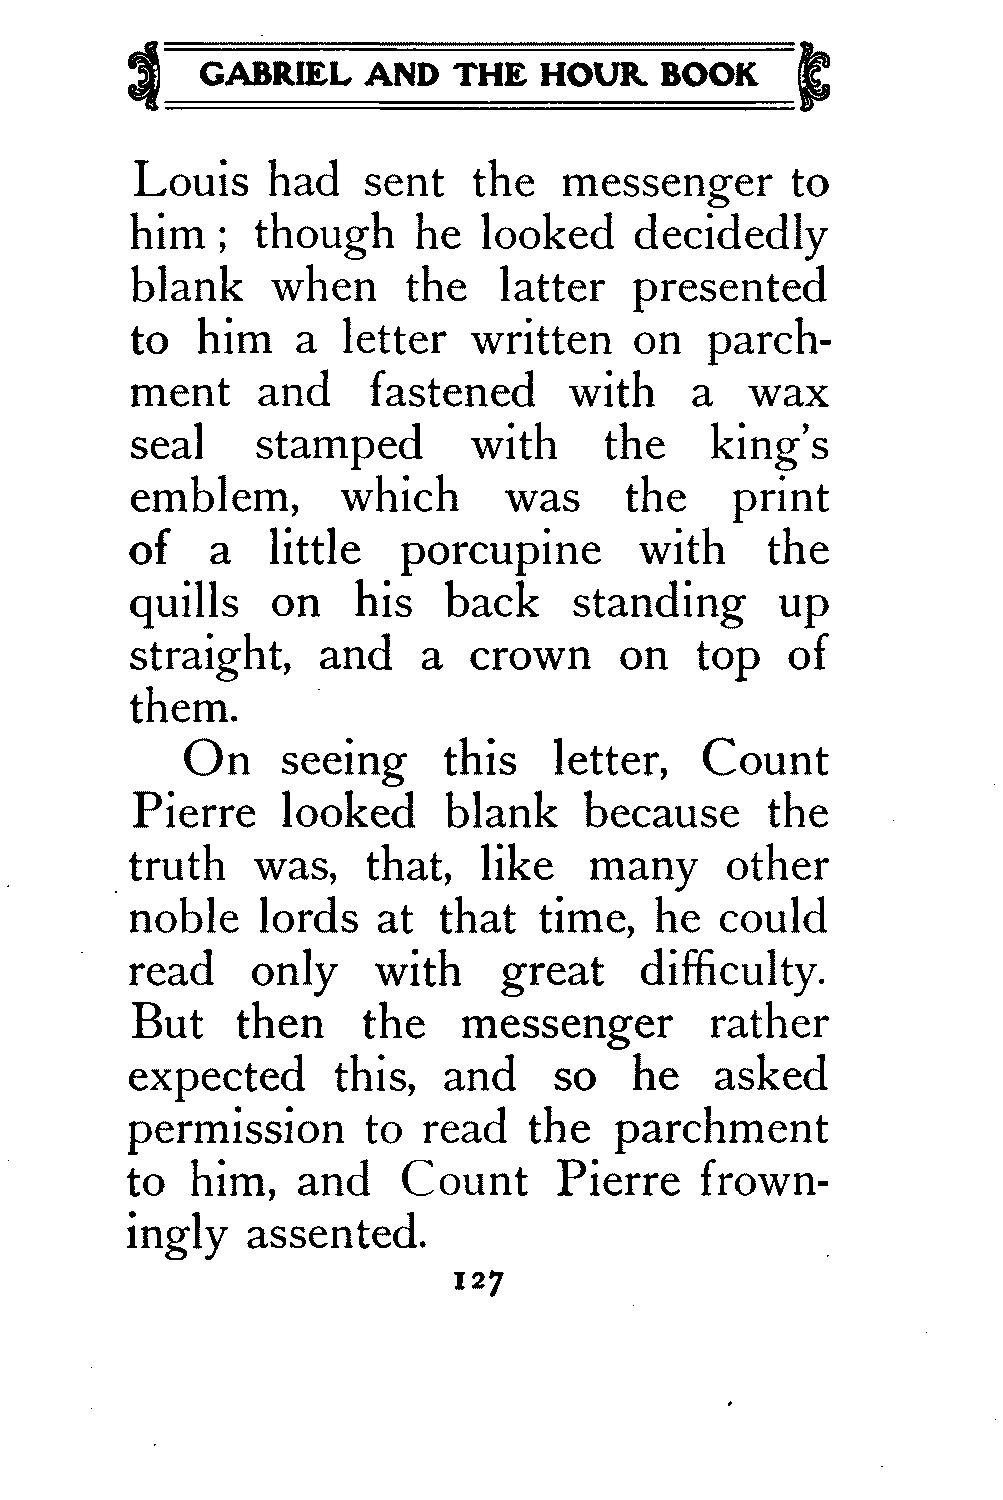 GABRIEL AND THE HOUR BOOK
Louis had sent the messenger to
him ; though he looked decidedly
blank when the latter presented
to him a letter written on parch-
ment and fastened with a wax
seal stamped with the king's
emblem, which was the print
of a little porcupine with the
quills on his back standing up
straight, and a crown on top of
them.
On seeing this letter, Count
Pierre looked blank because the
truth was, that, like many other
noble lords at that time, he could
read only with great difficulty.
But then the messenger rather
expected this, and so he asked
permission to read the parchment
to him, and Count Pierre frown-
ingly assented.
127